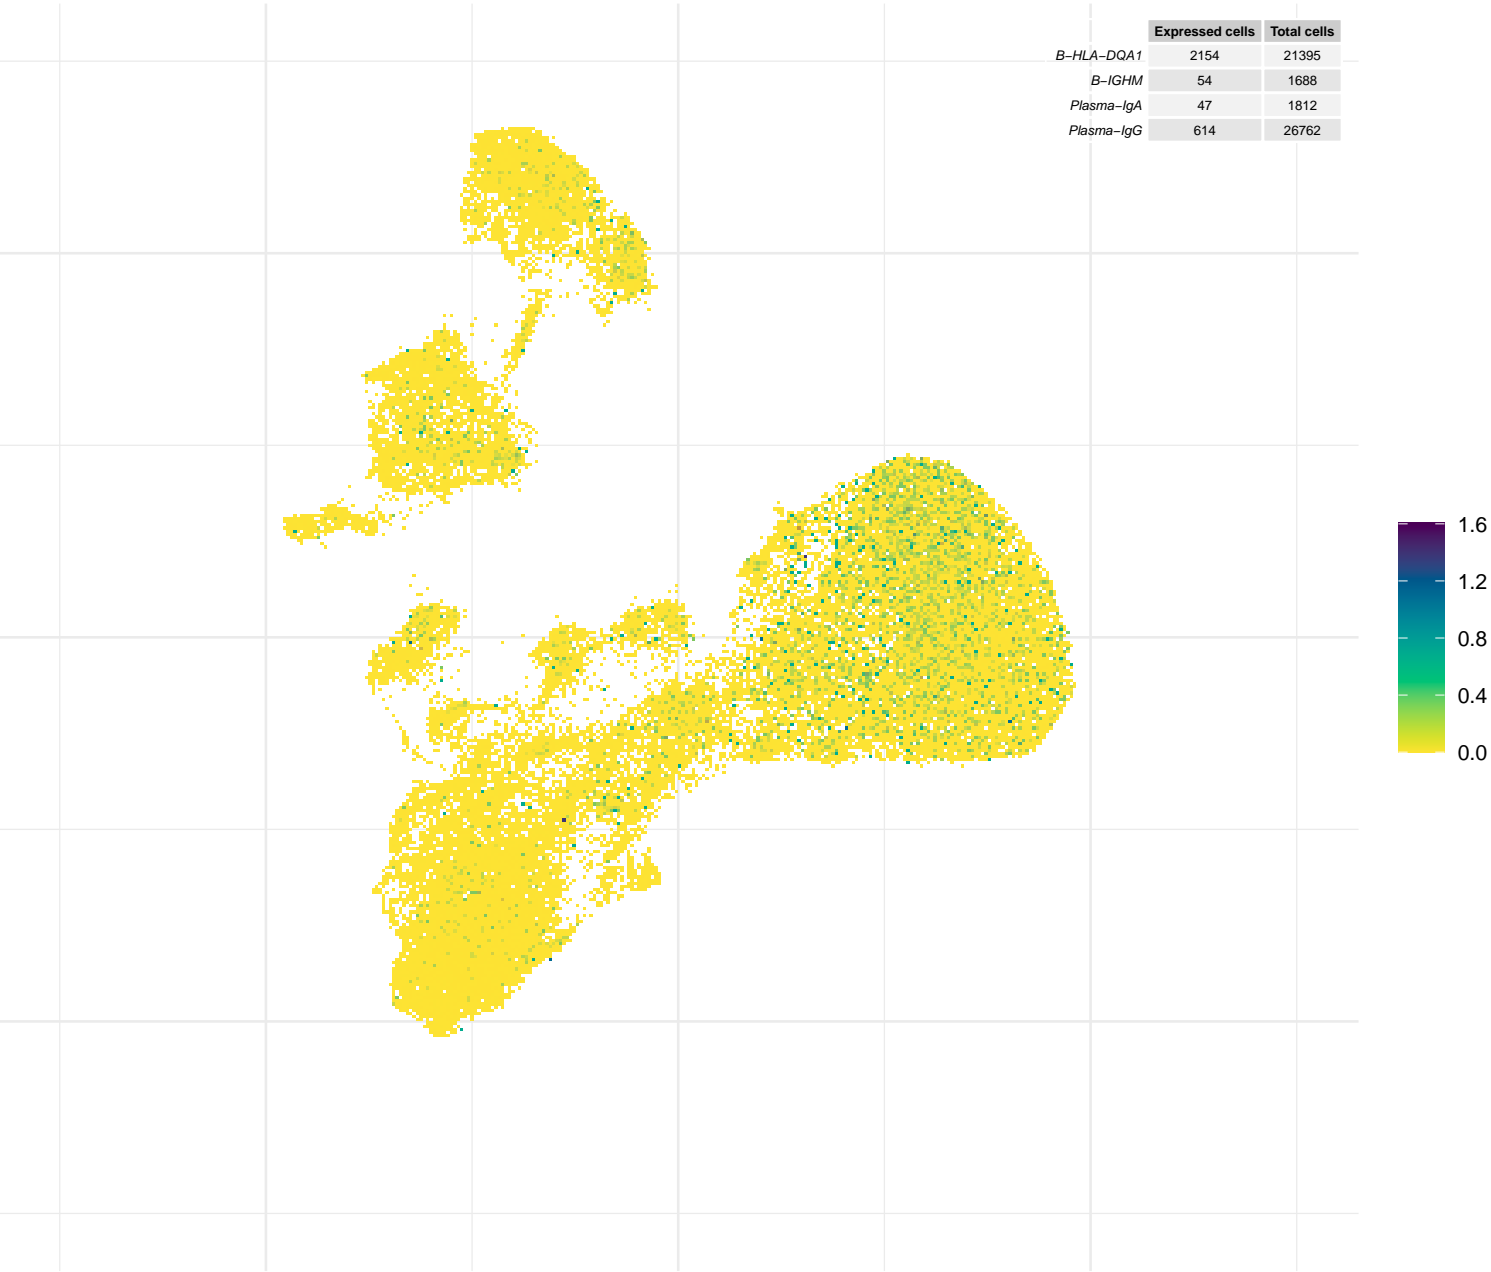 Expressed cells Total cells
B−HLA−DQA1 2154 21395
B−IGHM 54 1688
Plasma−IgA 47 1812
Plasma−IgG 614 26762
1.6
1.2
0.8
0.4
0.0